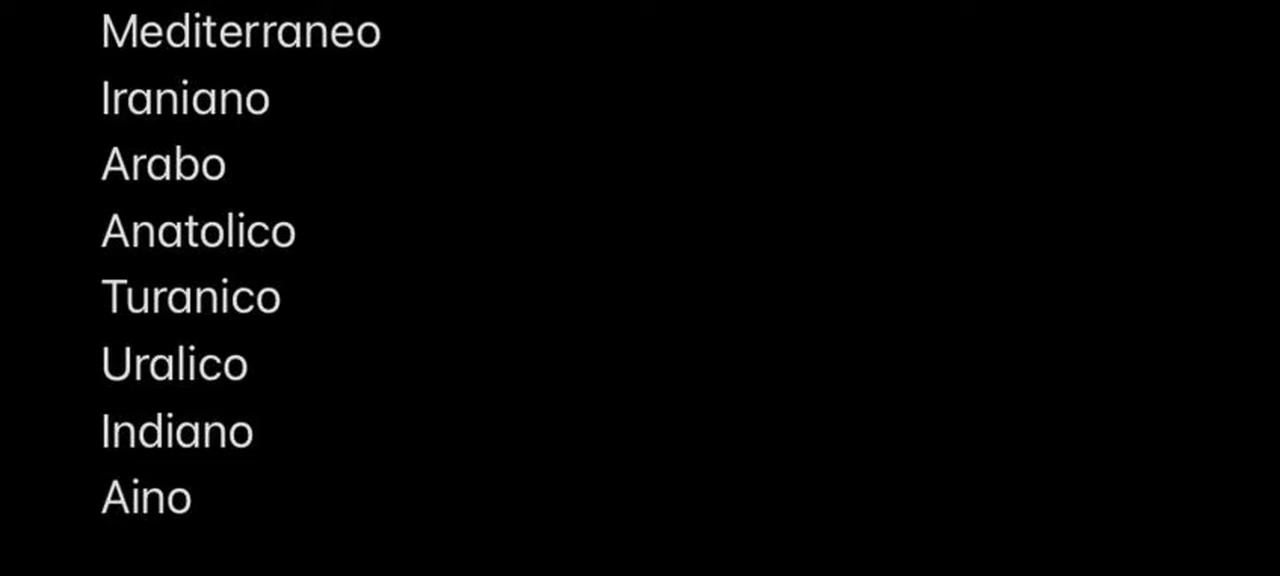 Mediterraneo
Iraniano
Arabo
Anatolico
Turanico
Uralico
Indiano
Aino